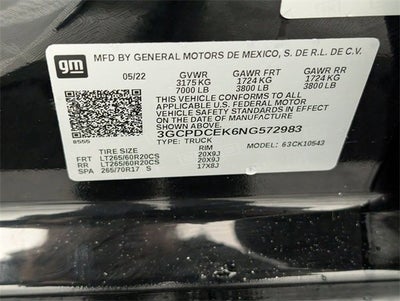 gm
MFD BY GENERAL MOTORS DE MEXICO, S. DE R.L. DE C.V.
05/22 GVWR GAWR FRT GAWR RR
3175 KG 1724 KG 1724 KG
7000 LB 3800 LB 3800 LB
THIS VEHICLE CONFORMS TO ALL
APPLICABLE U.S. FEDERAL MOTOR
VEHICLE SAFETY STANDARDS IN EFFECT
ON THE DATE OF MANUFACTURE SHOWN ABOVE.
3GCPDCEK6NG572983
8555 TYPE: TRUCK
TIRE SIZE RIM MODEL: 63CK10543
FRT LT265/60R20CS 20X9J
RR LT265/60R20CS 20X9J
SPA 265/70R17 S 17X8J